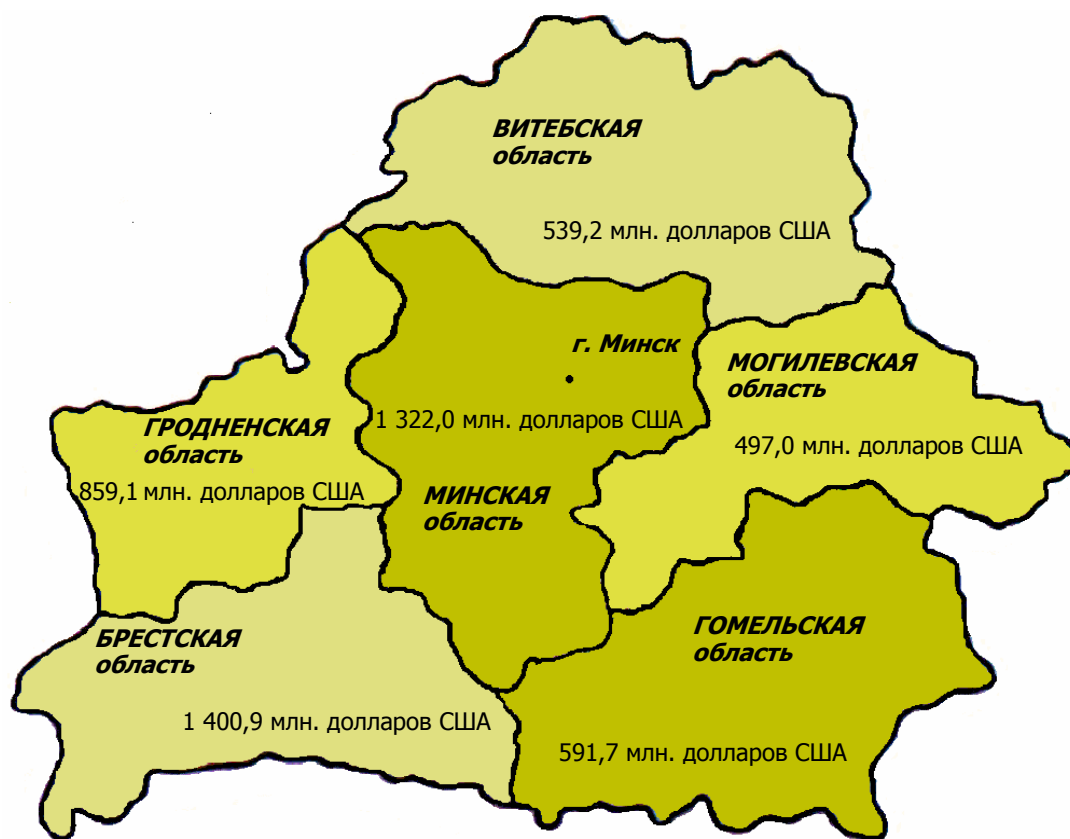 ВИТЕБСКАЯ
область
539,2 млн. долларов США
г. Минск
1 322,0 млн. долларов США
МИНСКАЯ
область
МОГИЛЕВСКАЯ
область
497,0 млн. долларов США
ГРОДНЕНСКАЯ
область
859,1 млн. долларов США
БРЕСТСКАЯ
область
1 400,9 млн. долларов США
ГОМЕЛЬСКАЯ
область
591,7 млн. долларов США